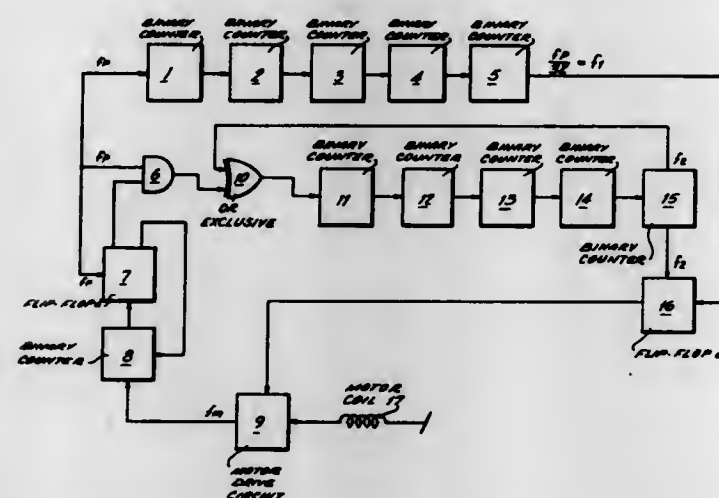 BINARY COUNTER
BINARY COUNTER
BINARY COUNTER
BINARY COUNTER
BINARY COUNTER
fp
1
2
3
4
5
fp/32 = f1
fp
6
10
OR EXCLUSIVE
BINARY COUNTER
BINARY COUNTER
BINARY COUNTER
BINARY COUNTER
f2
11
12
13
14
15
BINARY COUNTER
fp
7
FLIP-FLOP
f2
16
FLIP-FLOP
BINARY COUNTER
8
fm
9
MOTOR COIL 17
MOTOR DRIVE CIRCUIT